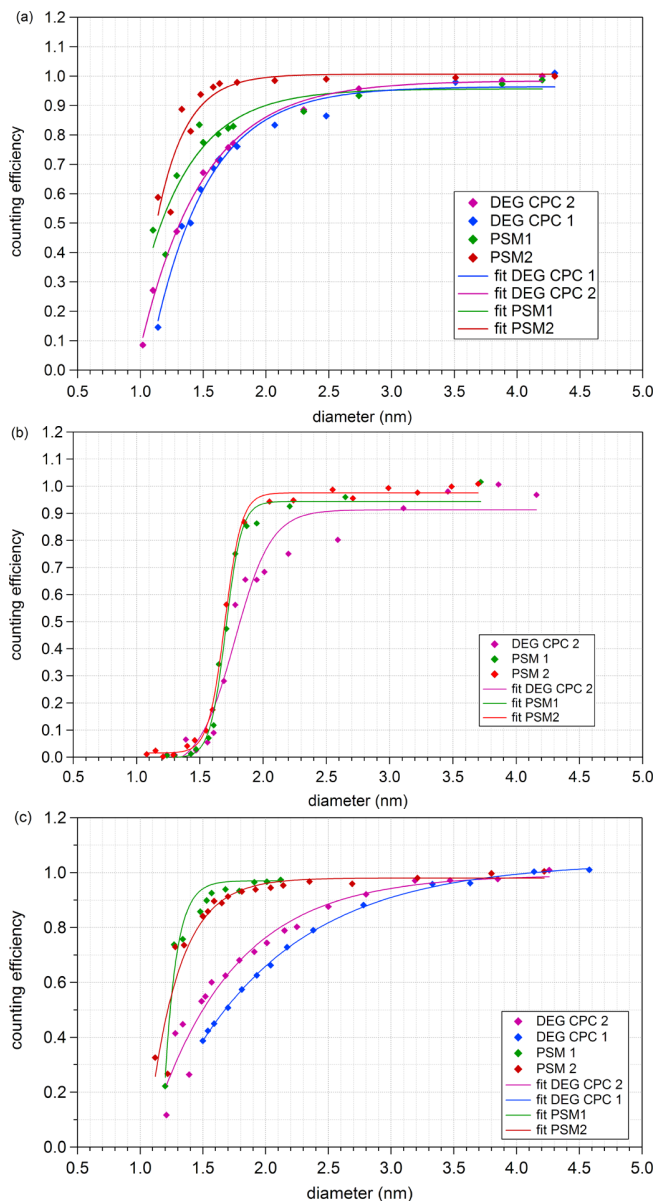 (a)
1.2
1.1
1.0
0.9
0.8
0.7
0.6
0.5
0.4
0.3
0.2
0.1
0.0
counting efficiency
DEG CPC 2
DEG CPC 1
PSM1
PSM2
fit DEG CPC 1
fit DEG CPC 2
fit PSM1
fit PSM2
0.5 1.0 1.5 2.0 2.5 3.0 3.5 4.0 4.5 5.0
diameter (nm)
(b)
1.2
1.1
1.0
0.9
0.8
0.7
0.6
0.5
0.4
0.3
0.2
0.1
0.0
counting efficiency
DEG CPC 2
PSM 1
PSM 2
fit DEG CPC 2
fit PSM1
fit PSM2
0.5 1.0 1.5 2.0 2.5 3.0 3.5 4.0 4.5 5.0
diameter (nm)
(c)
1.2
1.0
0.8
0.6
0.4
0.2
0.0
counting efficiency
DEG CPC 2
DEG CPC 1
PSM 1
PSM 2
fit DEG CPC 2
fit DEG CPC 1
fit PSM1
fit PSM2
0.5 1.0 1.5 2.0 2.5 3.0 3.5 4.0 4.5 5.0
diameter (nm)